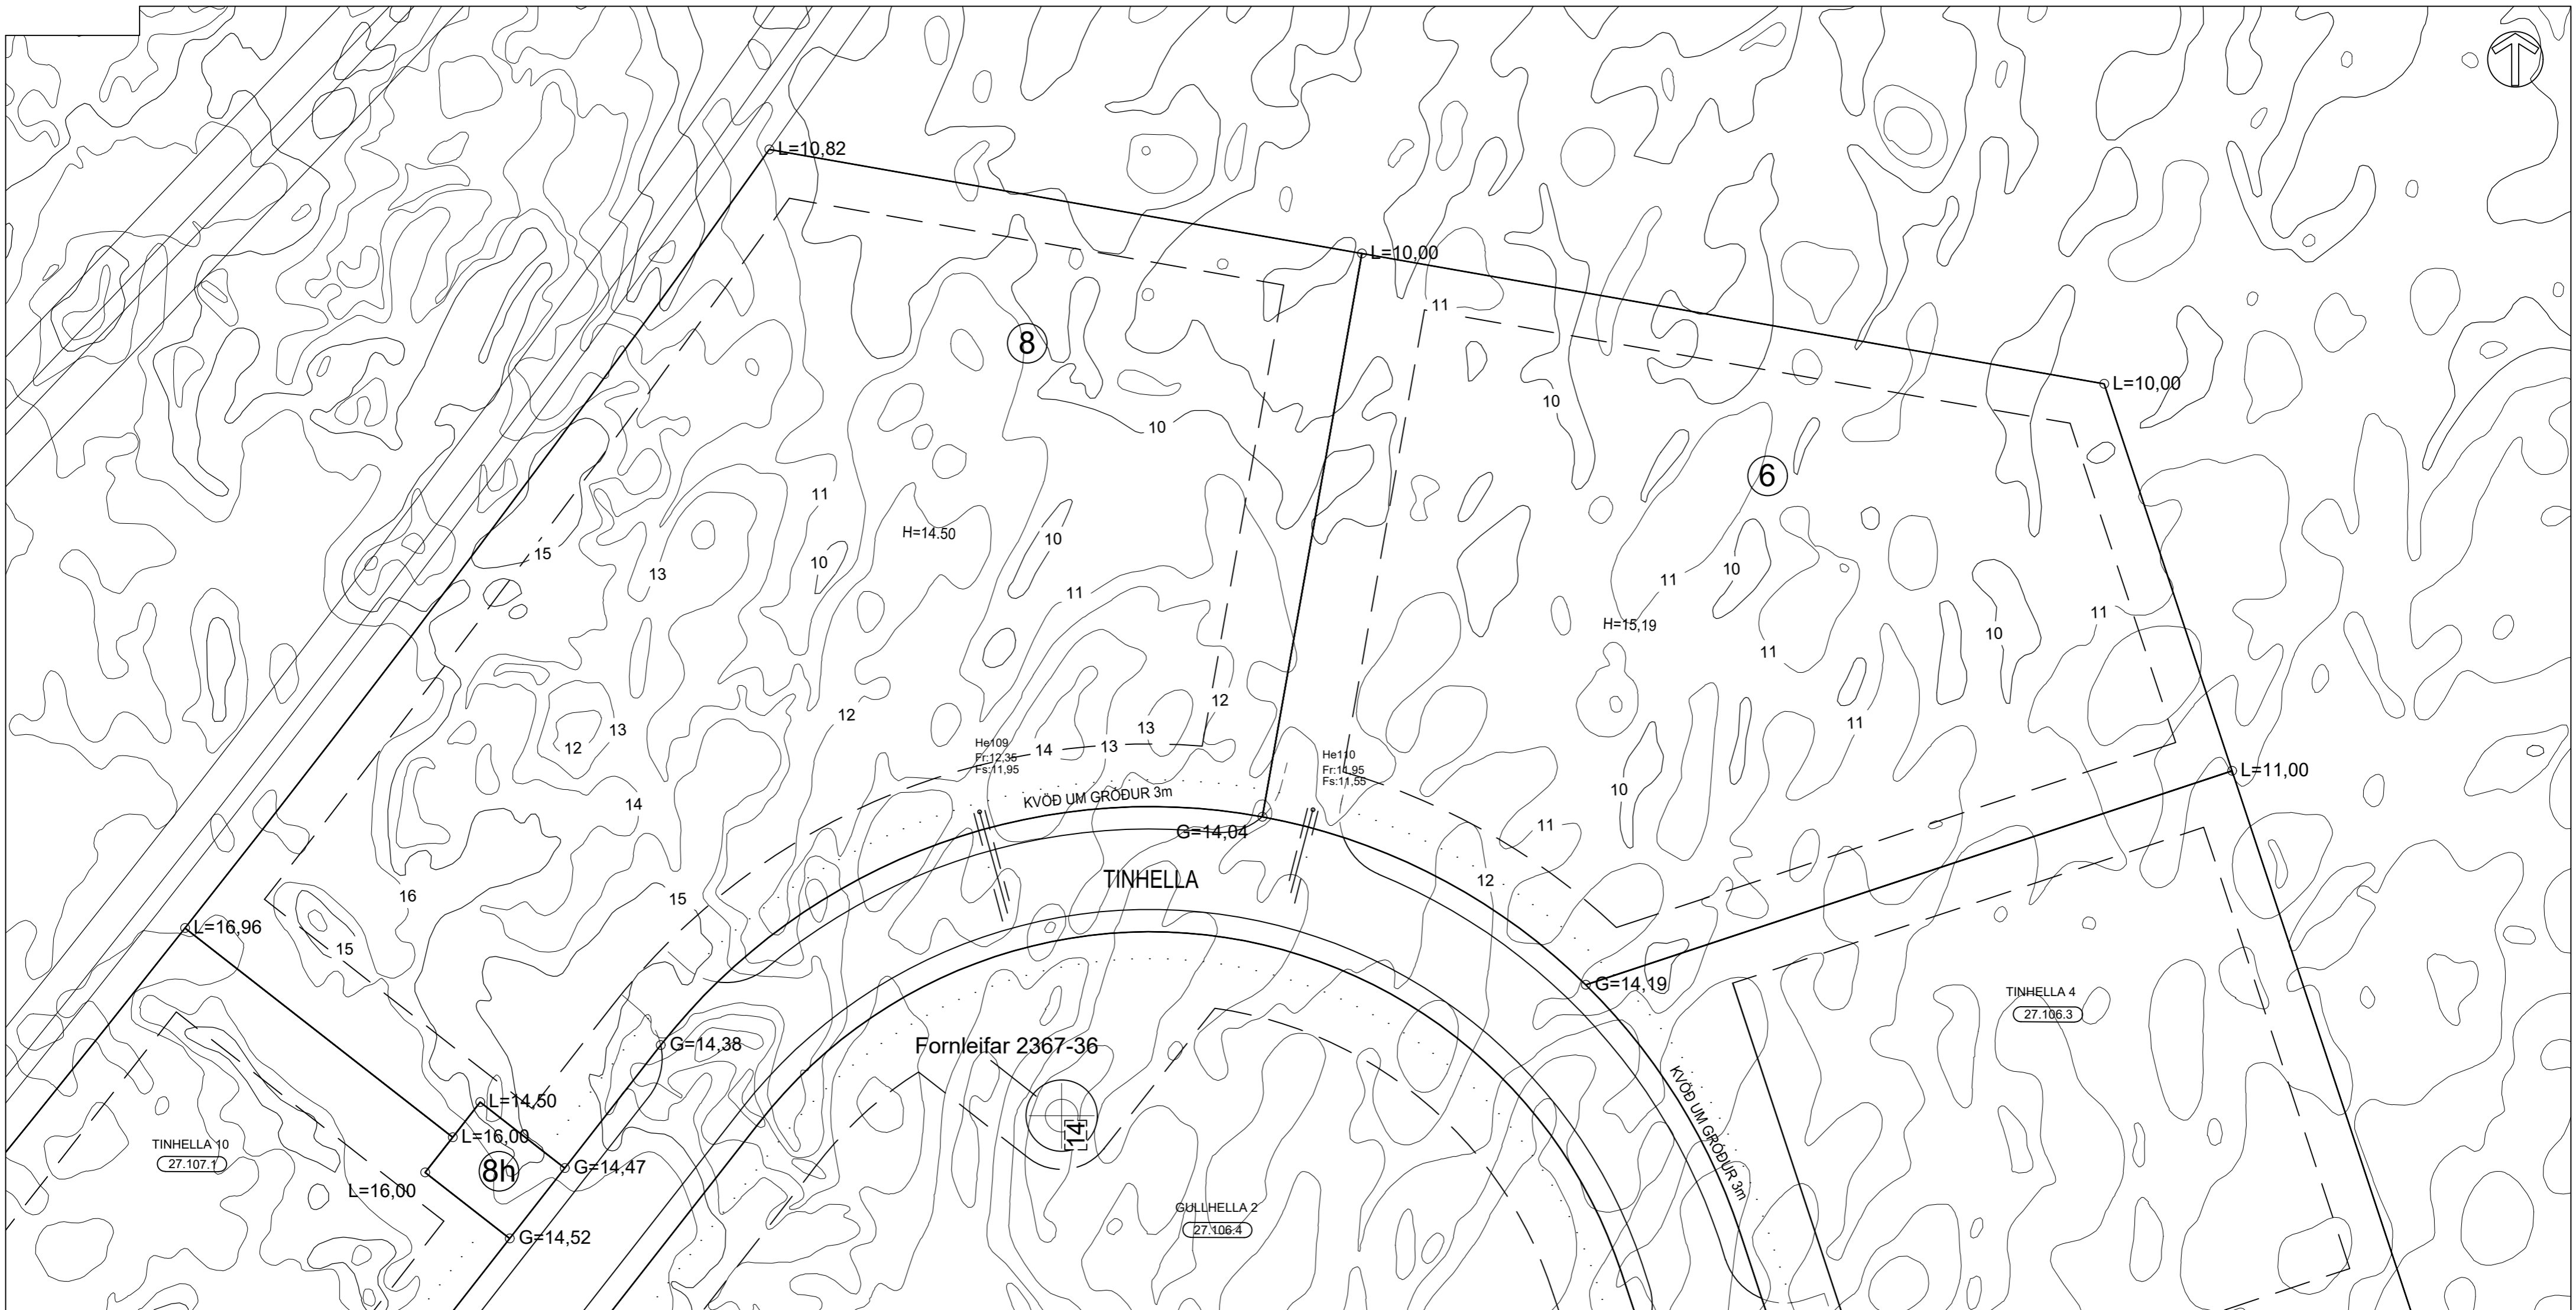 L=10,82
L=10,00
11
8
L=10,00
10
10
6
11
H=14.50
10
15
13
10
11
10
11
10
11
H=15,19
10
11
12
12
11
13
13
12
He109
Fr:12,35
Fs:11,95
14
13
He110
Fr:11,95
Fs:11,55
L=11,00
14
KVÖÐ UM GRÓÐUR 3m
10
11
G=14,04
TINHELLA
12
16
15
L=16,96
15
G=14,19
TINHELLA 4
27.106.3
G=14,38
Fornleifar 2367-36
KVÖÐ UM GRÓÐUR 3m
L=14,50
14
L=16,00
TINHELLA 10
27.107.1
8h
G=14,47
L=16,00
GULLHELLA 2
27.106.4
G=14,52